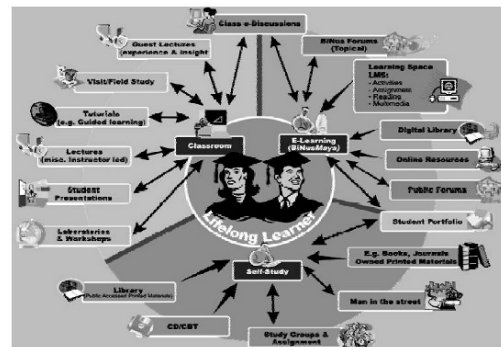 Class e-Discussions
Guest Lectures
(experience & Insight
BiNus Forums
(Topical)
Visit/Field Study
Learning Space
LMS:
- Activities
- Assignment
- Reading
- Multimedia
Tutorials
(e.g. Guided learning)
Digital Library
Classroom
E-Learning
(BiNusMaya)
Lectures
(misc. Instructor led)
Online Resources
Student
Presentations
Public Forums
Lifelong Learner
Student Portfolio
Laboratories
& Workshops
Self-Study
E.g. Books, Journals
Owned Printed Materials
Library
(Public Accessed Printed Materials)
Man in the street
CD/CBT
Study Groups &
Assignment